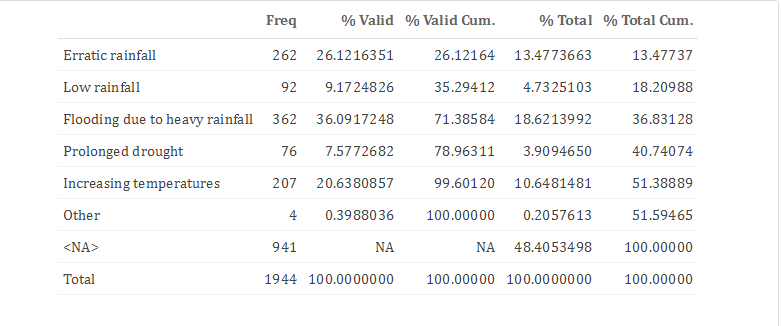 Freq % Valid % Valid Cum. % Total % Total Cum.
Erratic rainfall 262 26.1216351 26.12164 13.4773663 13.47737
Low rainfall 92 9.1724826 35.29412 4.7325103 18.20988
Flooding due to heavy rainfall 362 36.0917248 71.38584 18.6213992 36.83128
Prolonged drought 76 7.5772682 78.96311 3.9094650 40.74074
Increasing temperatures 207 20.6380857 99.60120 10.6481481 51.38889
Other 4 0.3988036 100.00000 0.2057613 51.59465
<NA> 941 NA NA 48.4053498 100.00000
Total 1944 100.0000000 100.00000 100.0000000 100.00000